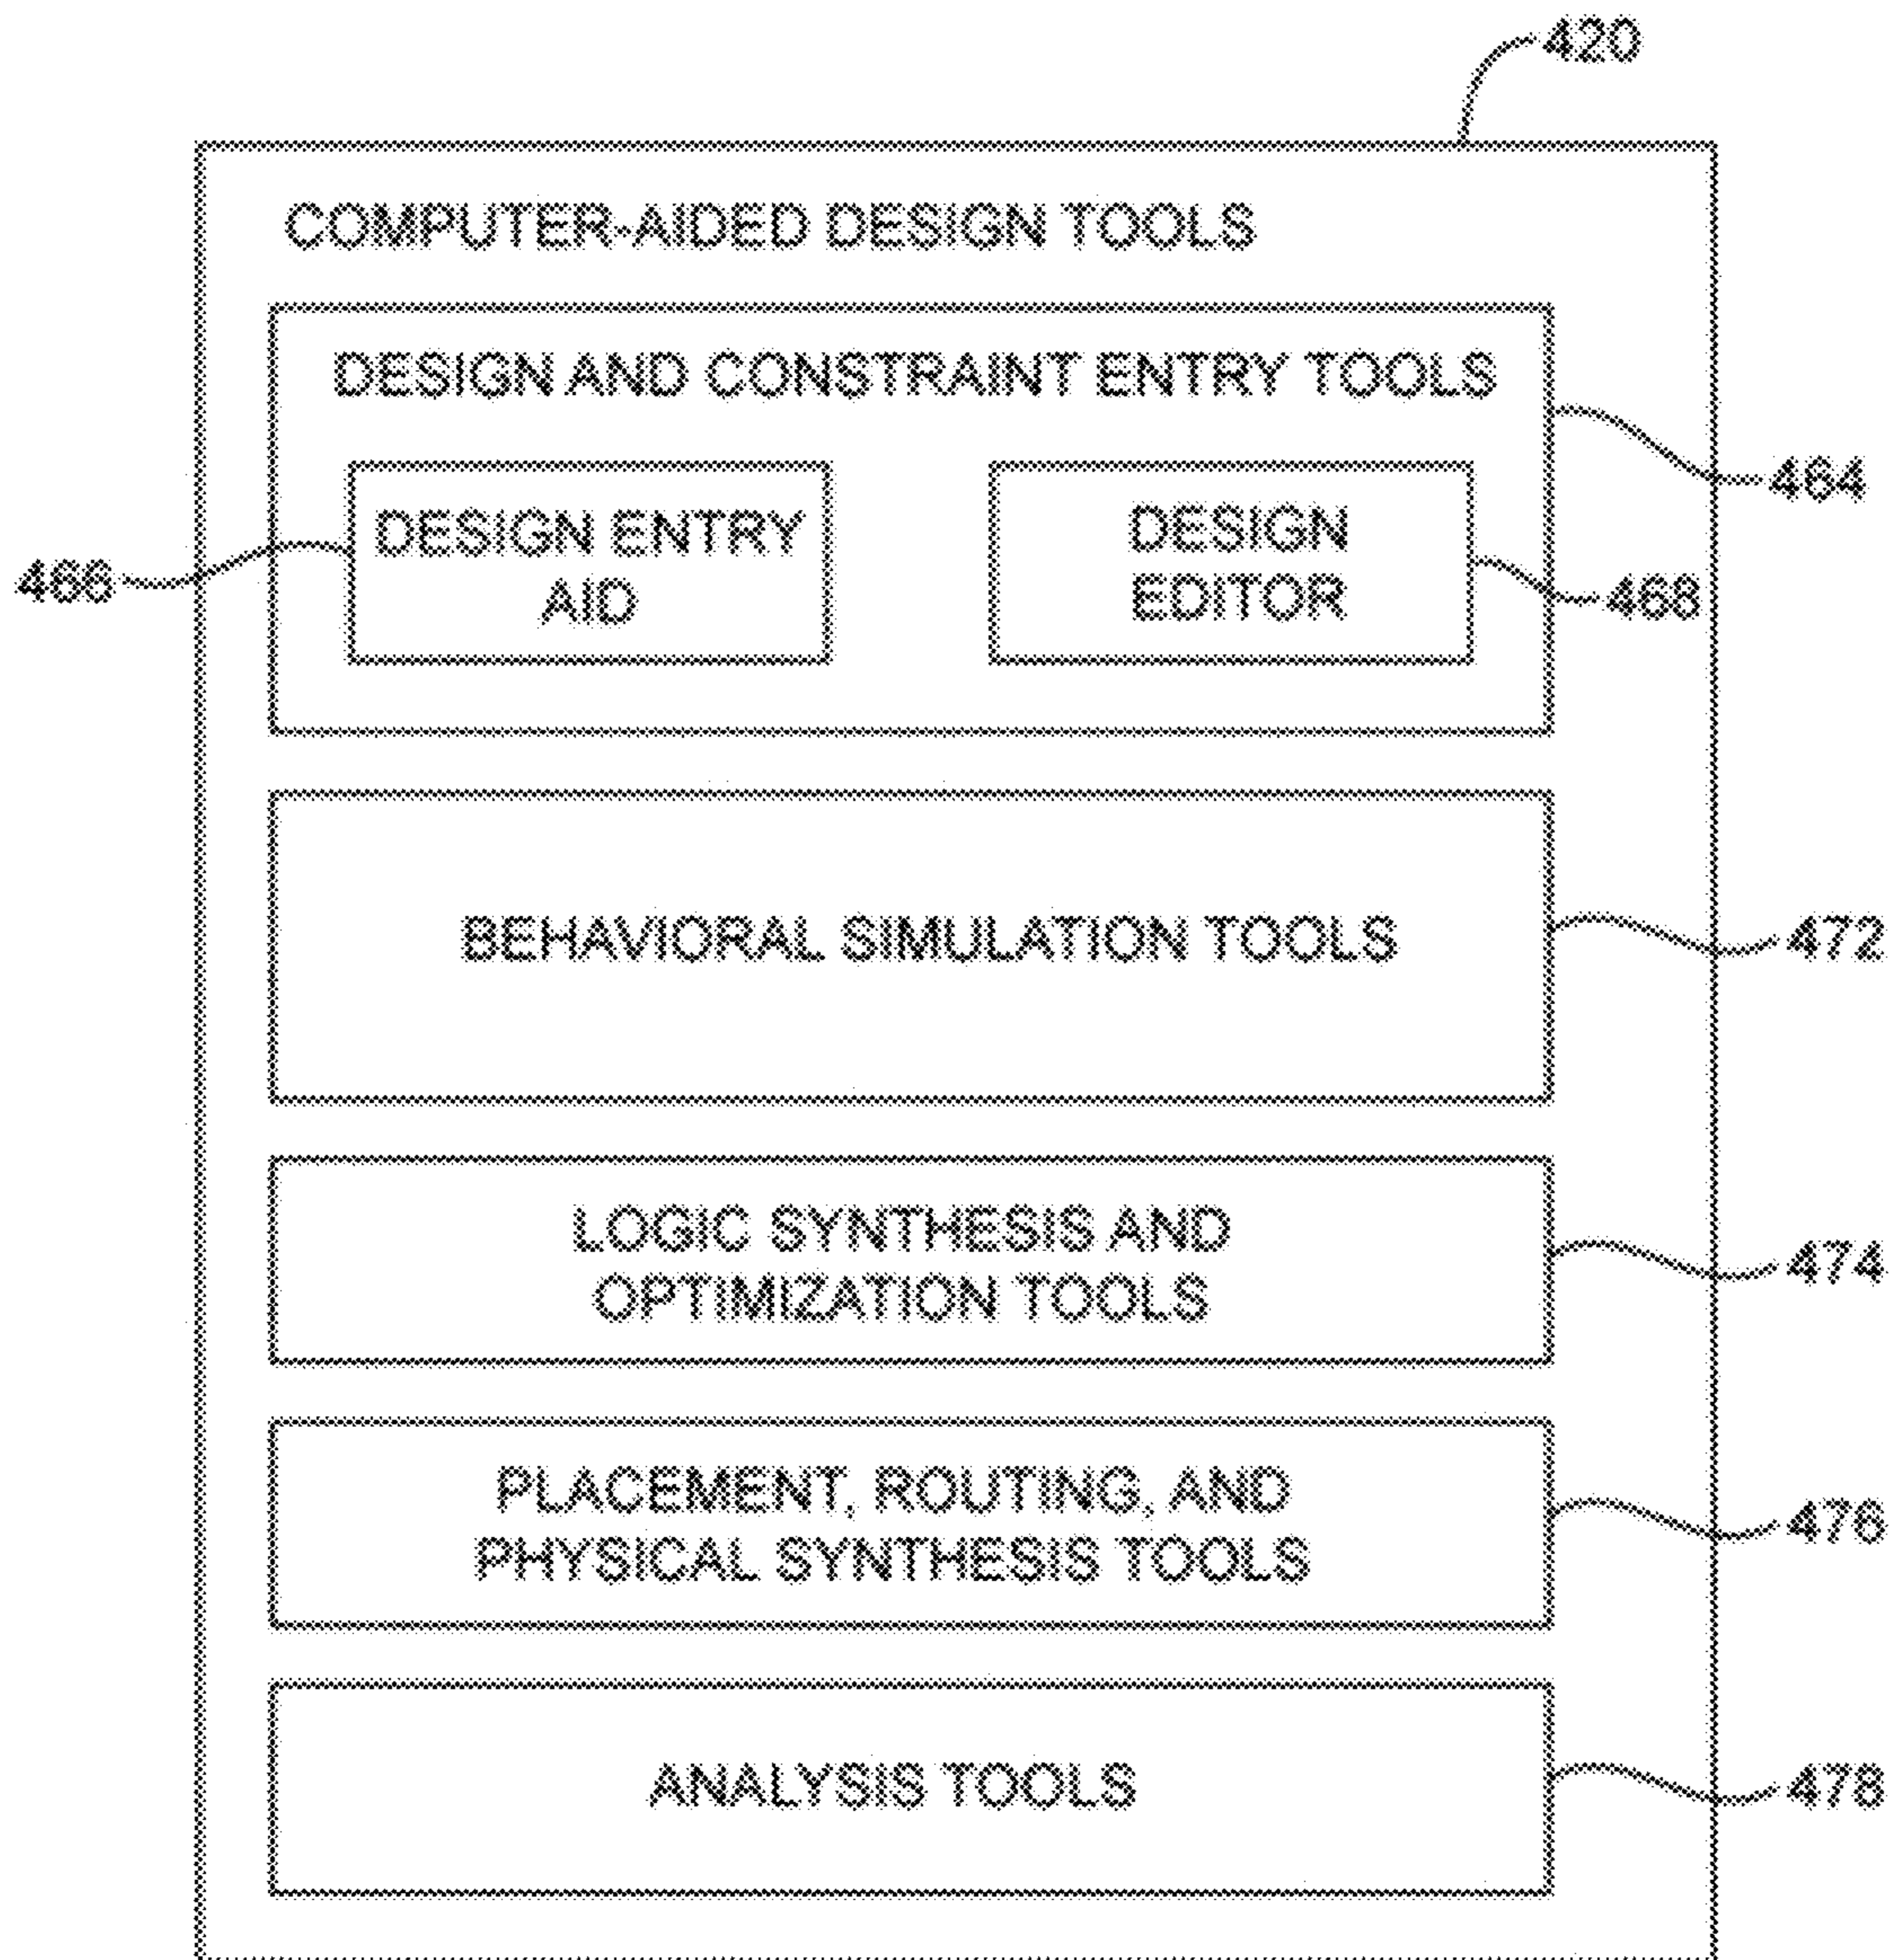 420
COMPUTER-AIDED DESIGN TOOLS
DESIGN AND CONSTRAINT ENTRY TOOLS
464
DESIGN ENTRY
AID
466
DESIGN
EDITOR
468
BEHAVIORAL SIMULATION TOOLS
472
LOGIC SYNTHESIS AND
OPTIMIZATION TOOLS
474
PLACEMENT, ROUTING, AND
PHYSICAL SYNTHESIS TOOLS
476
ANALYSIS TOOLS
478